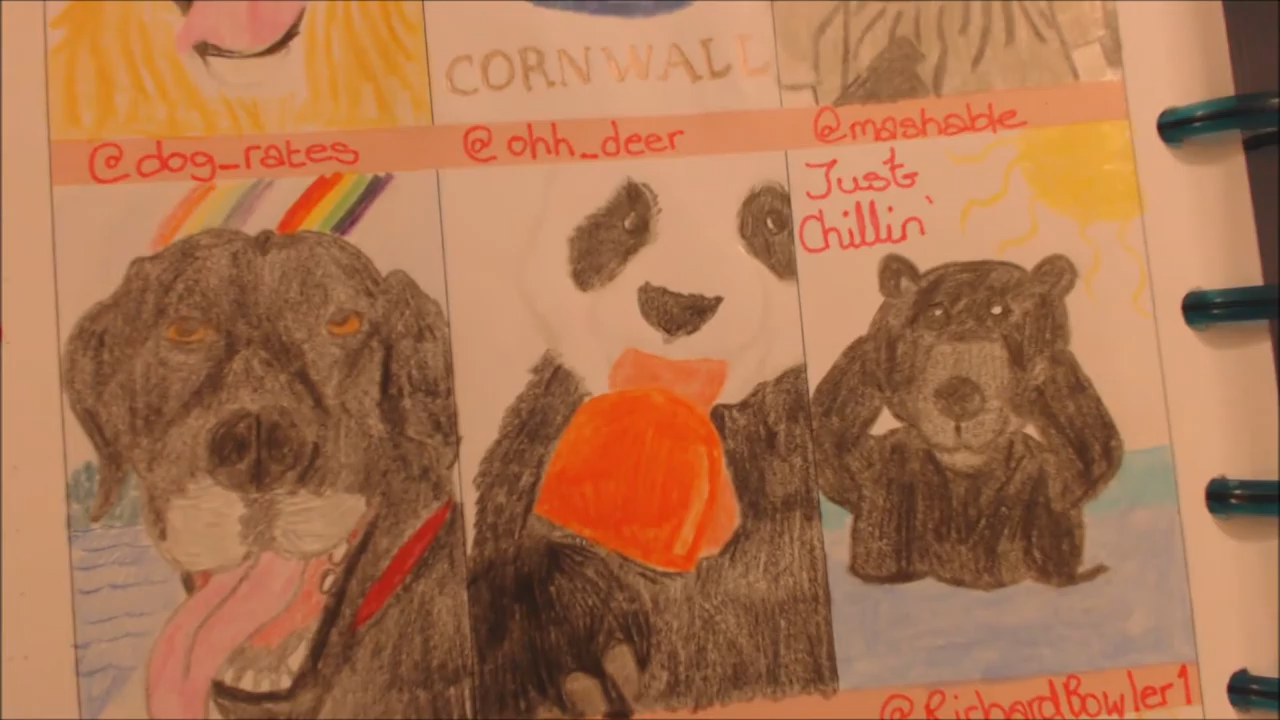 CORNWALL
@dog_rates
@ohh_deer
@mashable
Just
Chillin'
@RichardBowler1